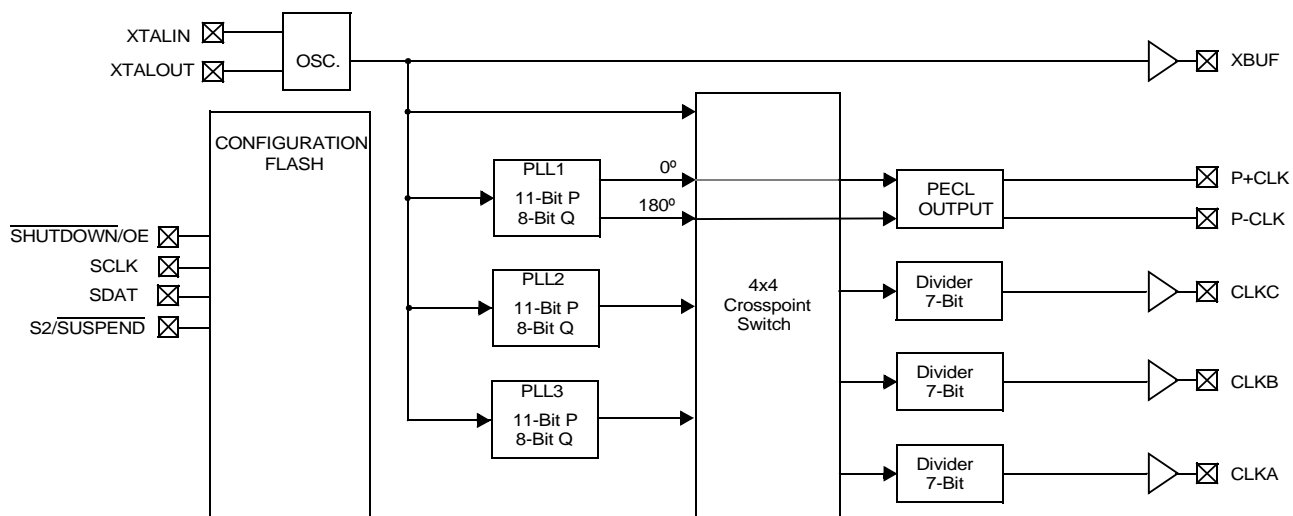 XTALIN
XTALOUT
OSC.
XBUF
CONFIGURATION
FLASH
SHUTDOWN/OE
SCLK
SDAT
S2/SUSPEND
PLL1
11-Bit P
8-Bit Q
0º
180º
PLL2
11-Bit P
8-Bit Q
PLL3
11-Bit P
8-Bit Q
4x4
Crosspoint
Switch
PECL
OUTPUT
P+CLK
P-CLK
Divider
7-Bit
CLKC
Divider
7-Bit
CLKB
Divider
7-Bit
CLKA